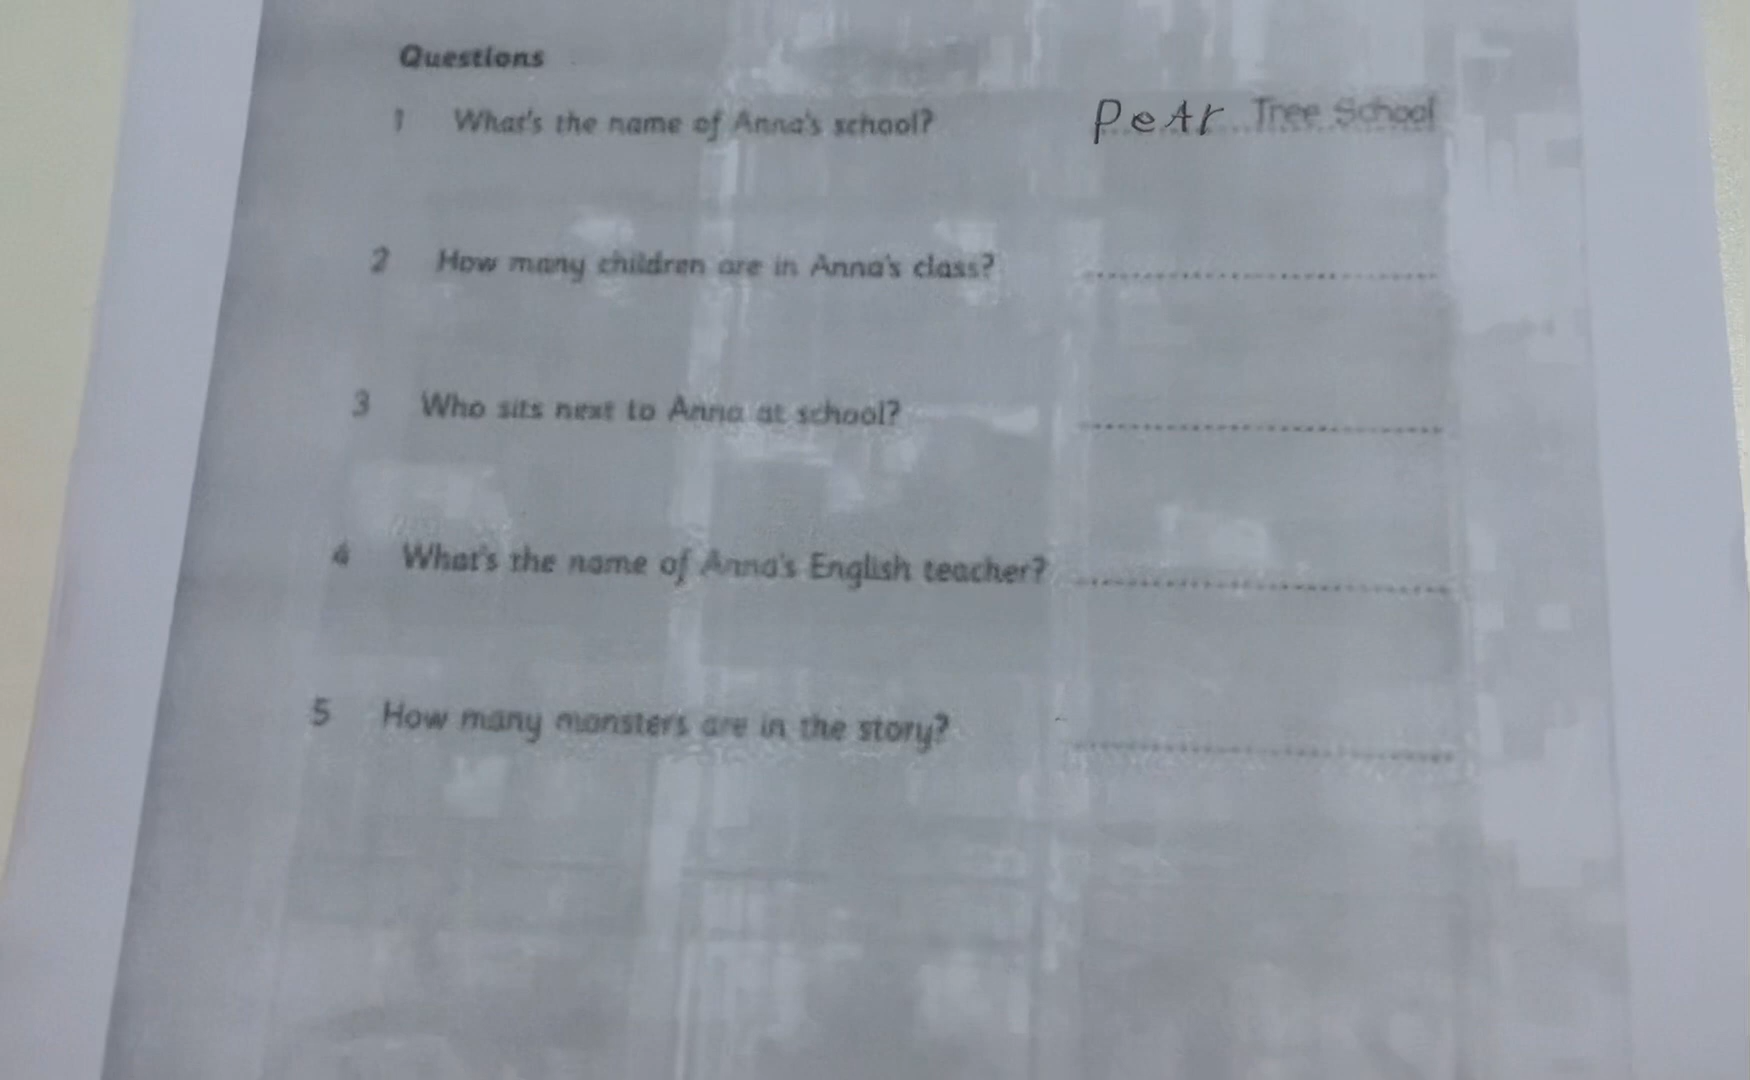 Questions
1 What's the name of Anna's school? PeAr Tree School
2 How many children are in Anna's class?
3 Who sits next to Anna at school?
4 What's the name of Anna's English teacher?
5 How many monsters are in the story?